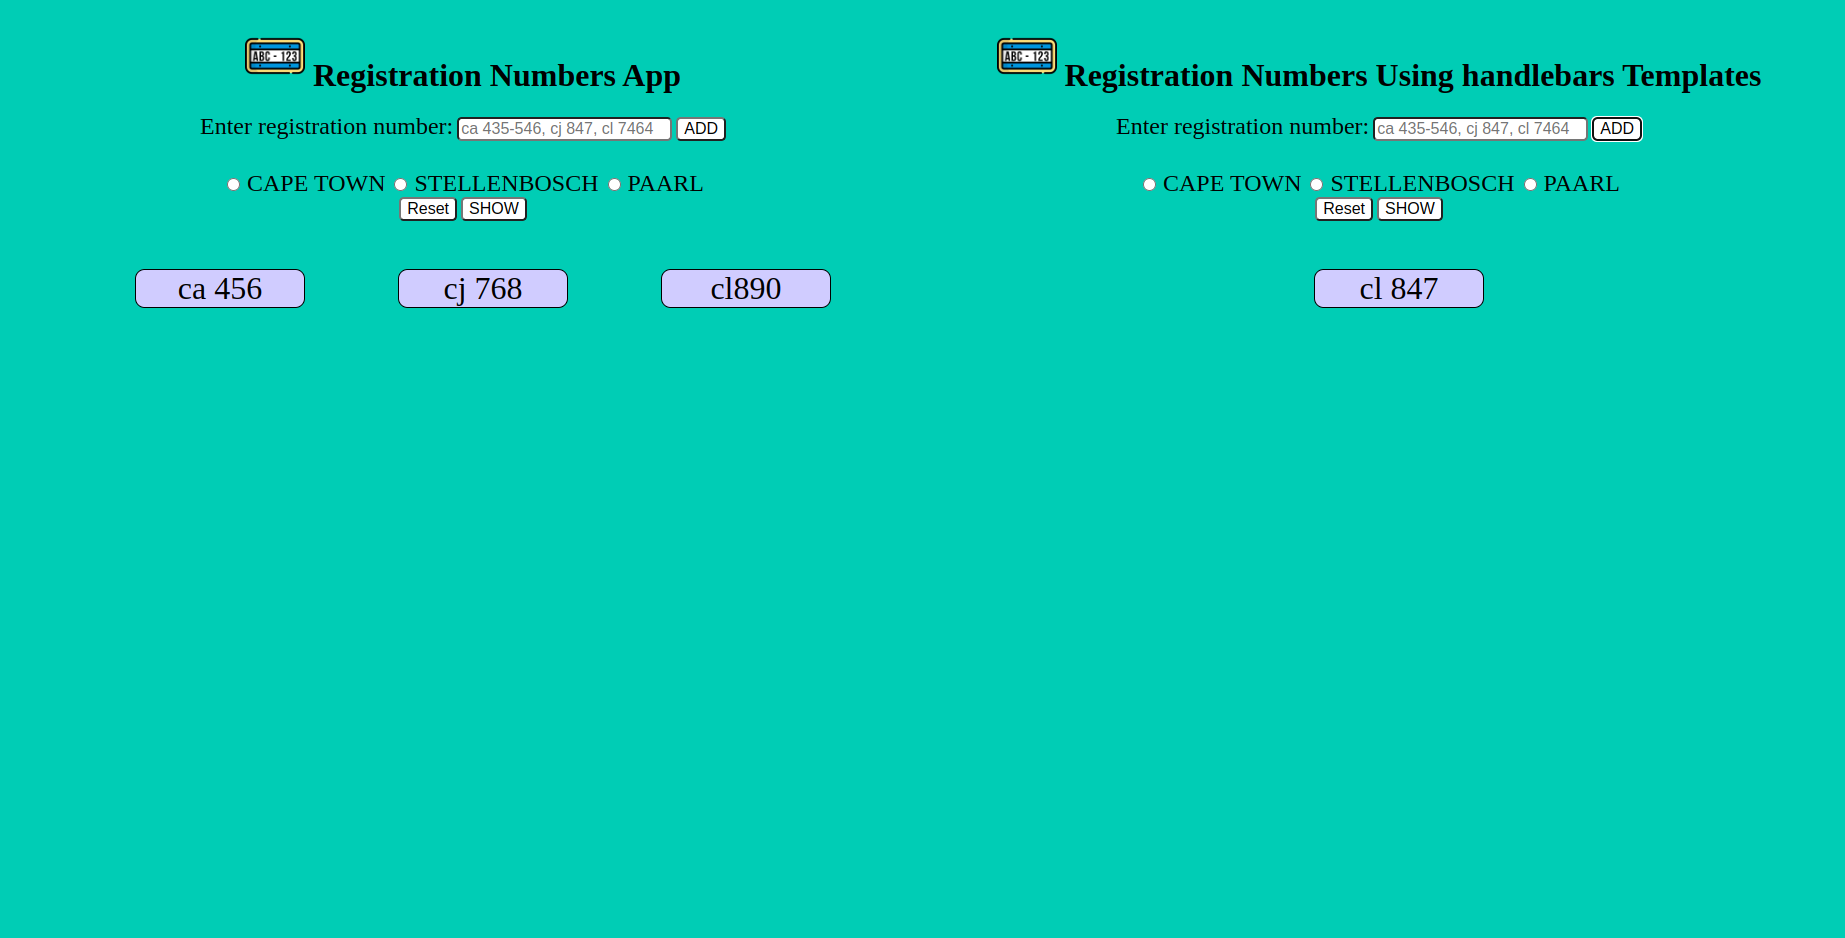 ABC - 123 Registration Numbers App
Enter registration number: ca 435-546, cj 847, cl 7464 ADD
CAPE TOWN STELLENBOSCH PAARL
Reset SHOW
ca 456 cj 768 cl890
ABC - 123 Registration Numbers Using handlebars Templates
Enter registration number: ca 435-546, cj 847, cl 7464 ADD
CAPE TOWN STELLENBOSCH PAARL
Reset SHOW
cl 847